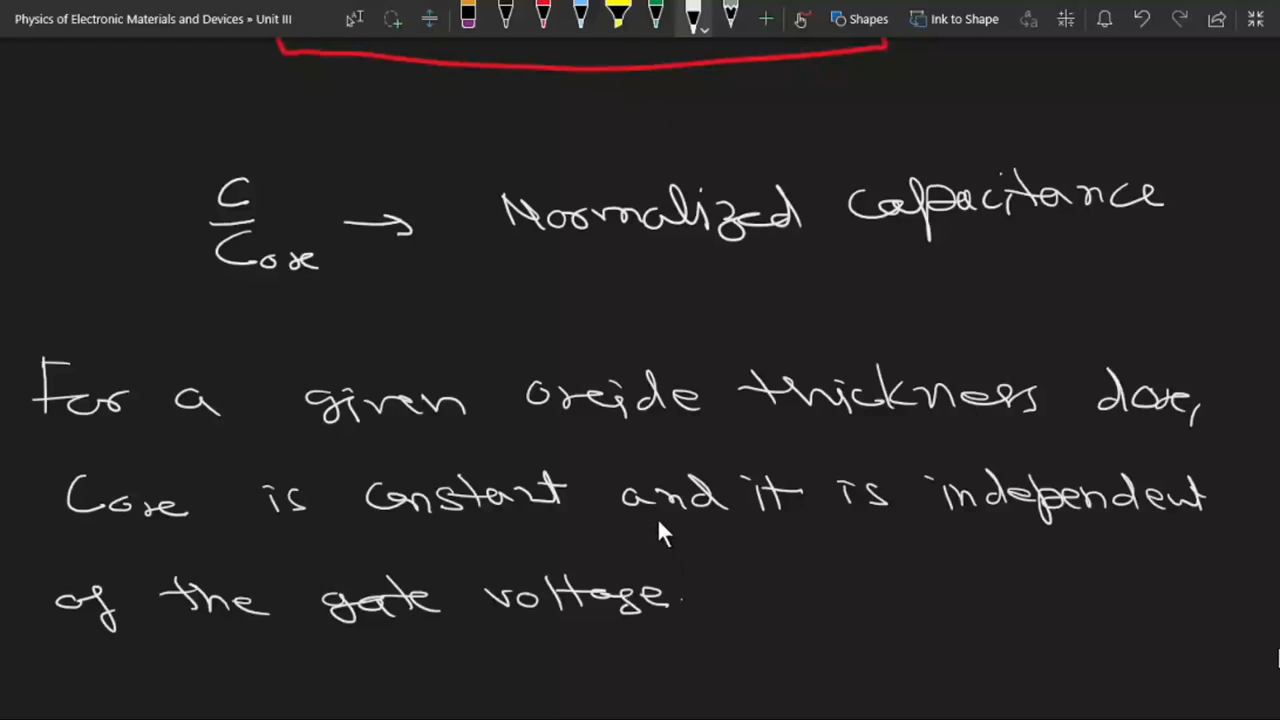 Physics of Electronic Materials and Devices » Unit III
Shapes
Ink to Shape
C
Cox → Normalized capacitance
For a given oxide thickness dox,
Cox is constant and it is independent
of the gate voltage.